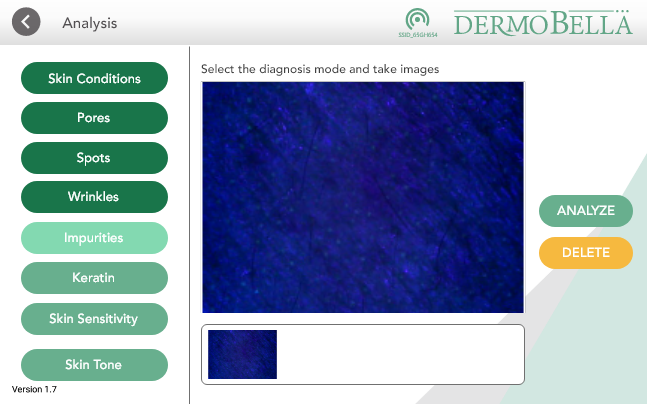 Analysis
SSID_65GH654
DERMOBELLA
Select the diagnosis mode and take images
Skin Conditions
Pores
Spots
Wrinkles
Impurities
Keratin
Skin Sensitivity
Skin Tone
Version 1.7
ANALYZE
DELETE